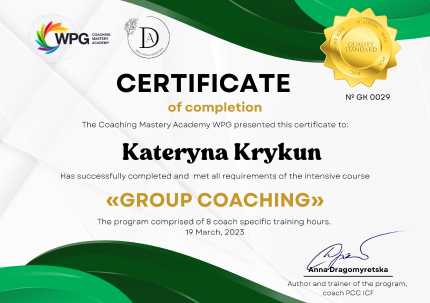 WPG
COACHING
MASTERY
ACADEMY
DA
QUALITY
STANDARD
№ GK 0029
CERTIFICATE
of completion
The Coaching Mastery Academy WPG presented this certificate to:
Kateryna Krykun
Has successfully completed and met all requirements of the intensive course
«GROUP COACHING»
The program comprised of 8 coach specific training hours.
19 March, 2023
Anna Dragomyretska
Author and trainer of the program,
coach PCC ICF